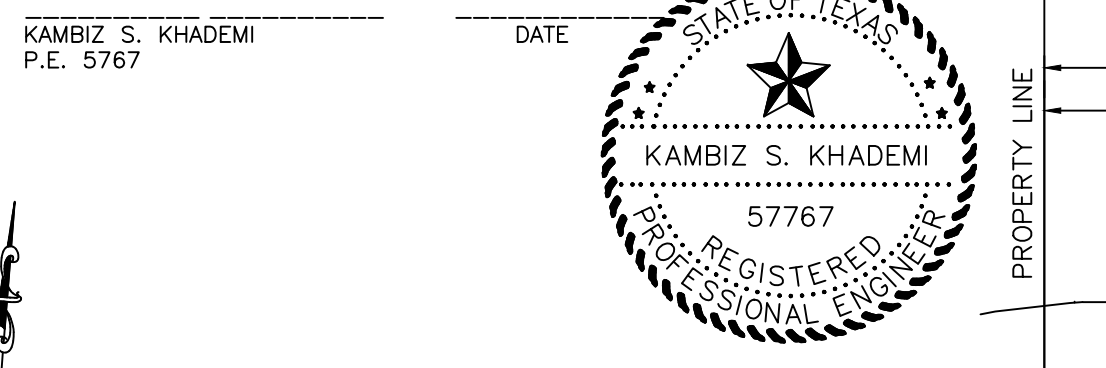 KAMBIZ S. KHADEMI
P.E. 5767
DATE
STATE OF TEXAS
KAMBIZ S. KHADEMI
57767
REGISTERED
PROFESSIONAL ENGINEER
PROPERTY LINE